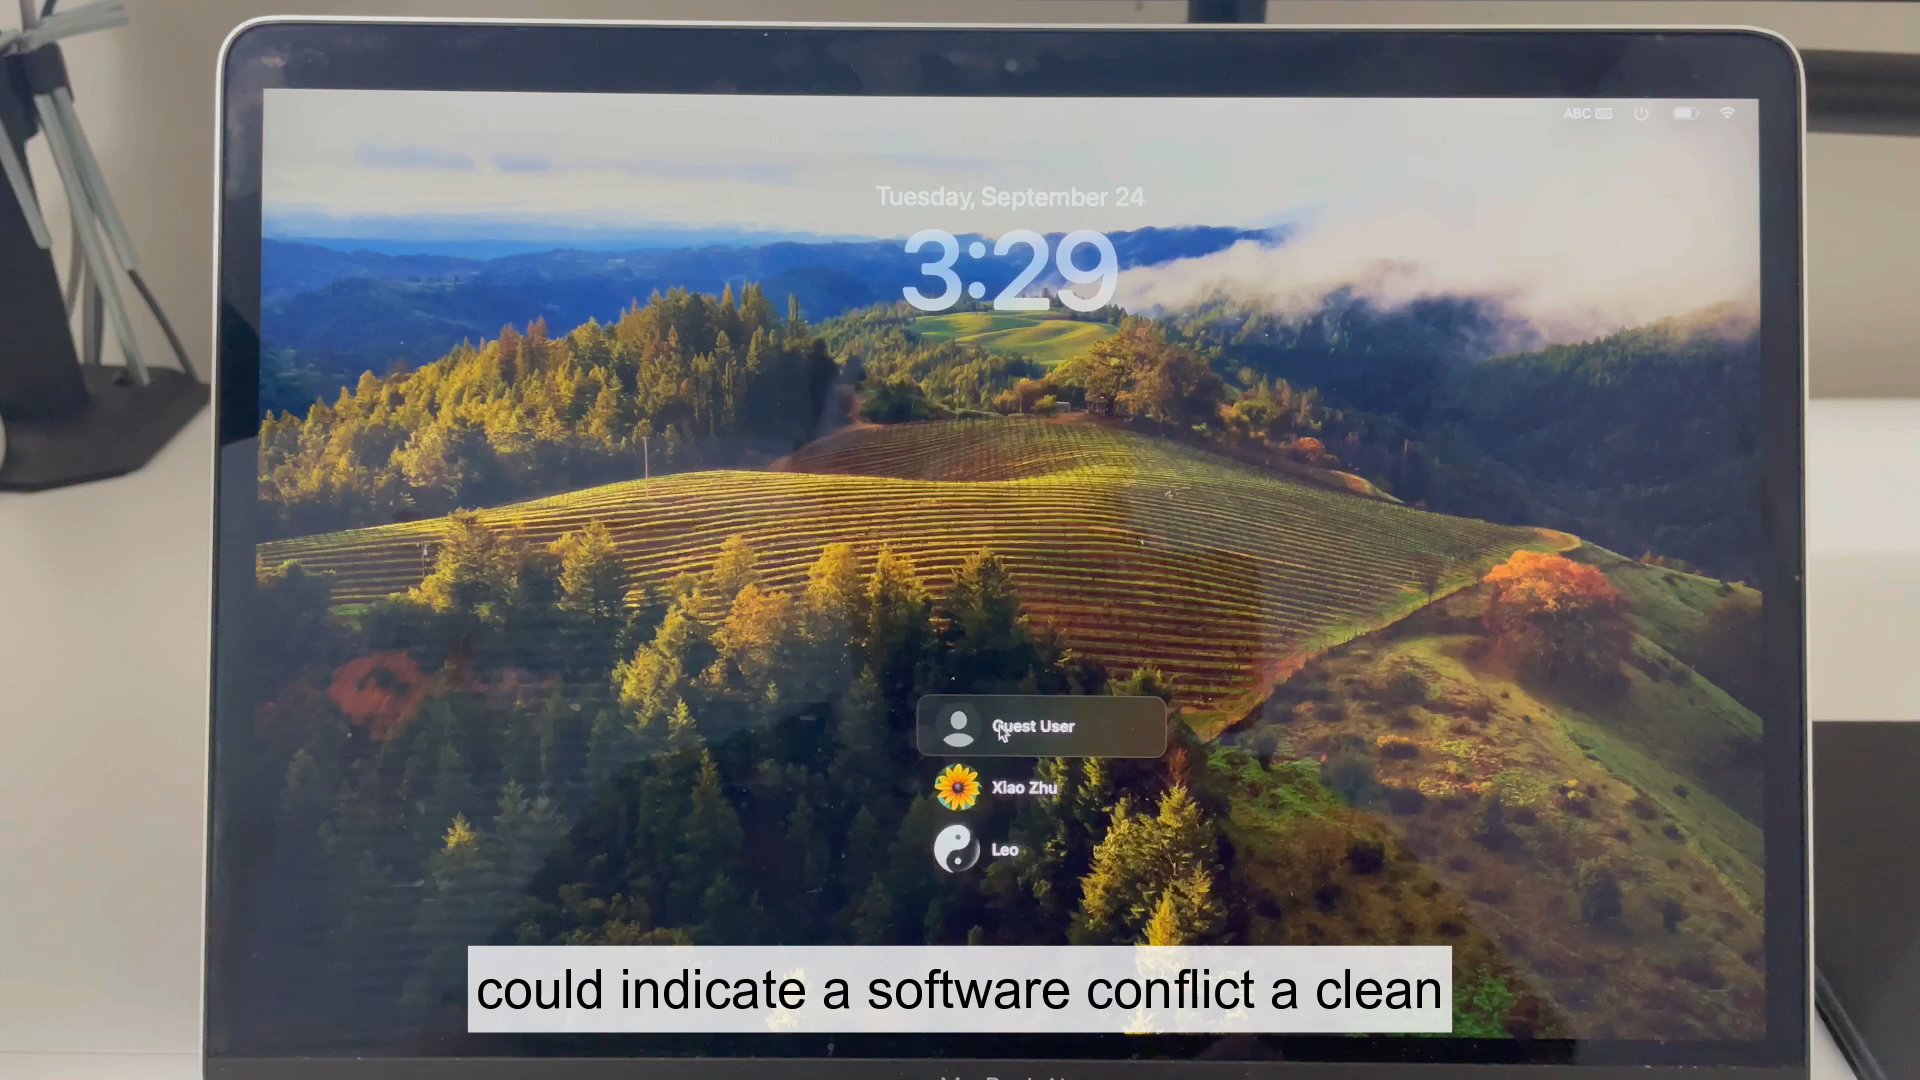 ABC
Tuesday, September 24
3:29
Guest User
Xiao Zhu
Leo
could indicate a software conflict a clean